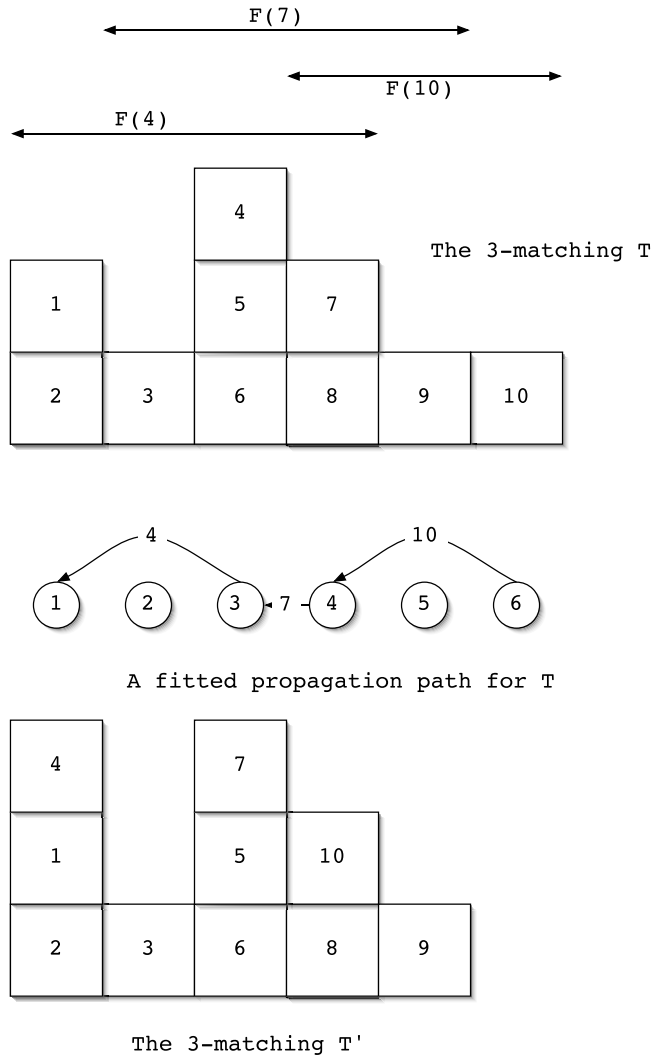 F(7)
F(10)
F(4)
4
The 3-matching T
1 5 7
2 3 6 8 9 10
4 10
1 2 3 7 4 5 6
A fitted propagation path for T
4 7
1 5 10
2 3 6 8 9
The 3-matching T'